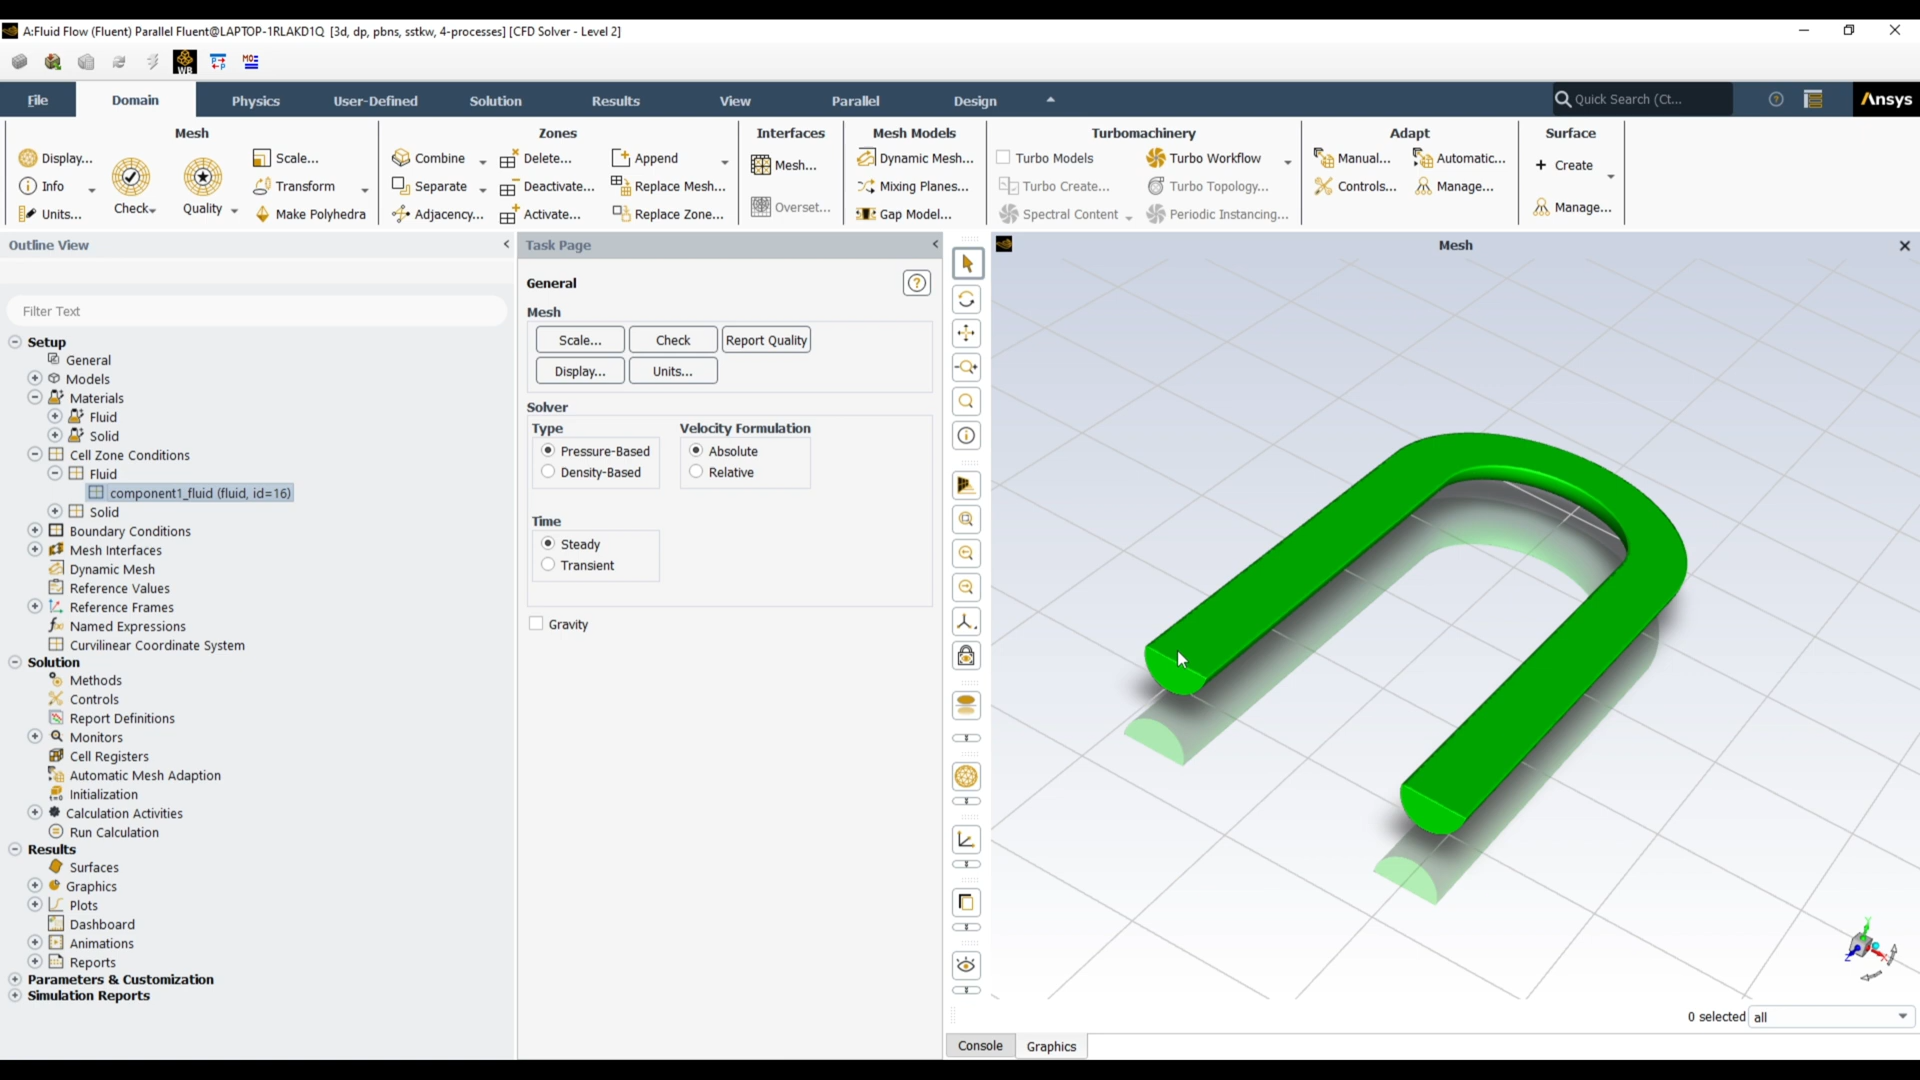 A:Fluid Flow (Fluent) Parallel Fluent@LAPTOP-1RLAKD1Q [3d, dp, pbns, sstkw, 4-processes] [CFD Solver - Level 2]
WB
File Domain Physics User-Defined Solution Results View Parallel Design Quick Search (Ct... Ansys
Mesh Zones Interfaces Mesh Models Turbomachinery Adapt Surface
Display... Scale... Combine Delete... Append Mesh... Dynamic Mesh... Turbo Models Turbo Workflow Manual... Automatic... + Create
Info Check Quality Transform Separate Deactivate... Replace Mesh... Mixing Planes... Turbo Create... Turbo Topology... Controls... Manage...
Units... Make Polyhedra Adjacency... Activate... Replace Zone... Overset... Gap Model... Spectral Content Periodic Instancing... Manage...
Outline View
Filter Text
Setup
General
Models
Materials
Fluid
Solid
Cell Zone Conditions
Fluid
component1_fluid (fluid, id=16)
Solid
Boundary Conditions
Mesh Interfaces
Dynamic Mesh
Reference Values
Reference Frames
Named Expressions
Curvilinear Coordinate System
Solution
Methods
Controls
Report Definitions
Monitors
Cell Registers
Automatic Mesh Adaption
Initialization
Calculation Activities
Run Calculation
Results
Surfaces
Graphics
Plots
Dashboard
Animations
Reports
Parameters & Customization
Simulation Reports
Task Page
General
Mesh
Scale... Check Report Quality
Display... Units...
Solver
Type Velocity Formulation
Pressure-Based Absolute
Density-Based Relative
Time
Steady
Transient
Gravity
Mesh
Y
Z X
0 selected all
Console Graphics